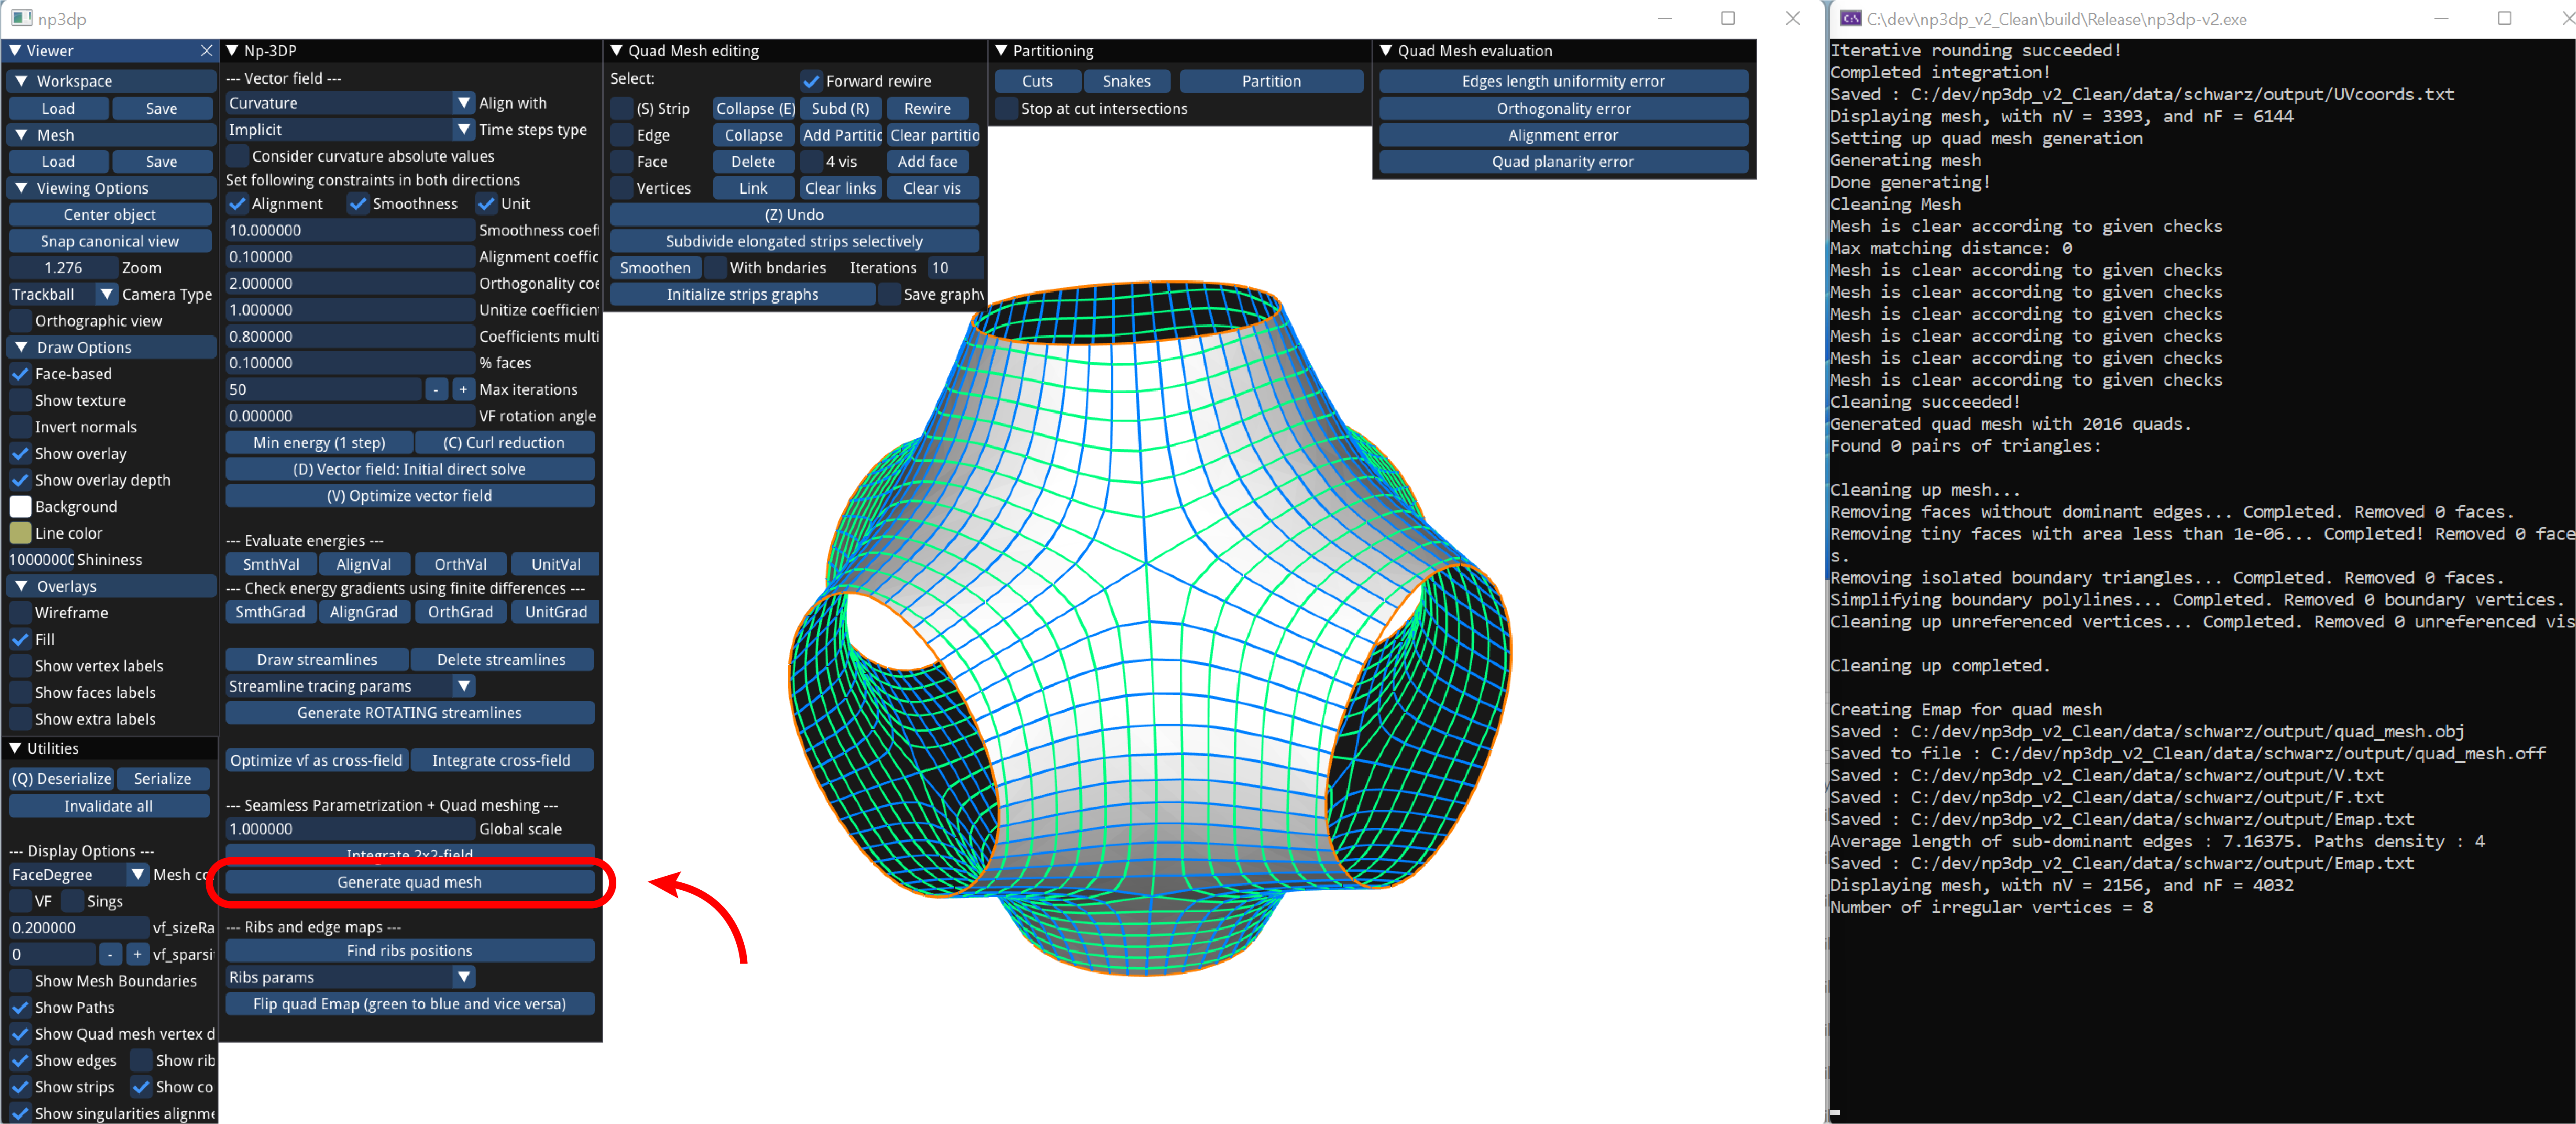 np3dp
Viewer
Workspace
Load Save
Mesh
Load Save
Viewing Options
Center object
Snap canonical view
1.276 Zoom
Trackball Camera Type
Orthographic view
Draw Options
Face-based
Show texture
Invert normals
Show overlay
Show overlay depth
Background
Line color
10000000 Shininess
Overlays
Wireframe
Fill
Show vertex labels
Show faces labels
Show extra labels
Utilities
(Q) Deserialize Serialize
Invalidate all
--- Display Options ---
FaceDegree Mesh co
VF Sings
0.200000 vf_sizeRa
0 - + vf_sparsi
Show Mesh Boundaries
Show Paths
Show Quad mesh vertex d
Show edges Show rib
Show strips Show co
Show singularities alignme
Np-3DP
--- Vector field ---
Curvature Align with
Implicit Time steps type
Consider curvature absolute values
Set following constraints in both directions
Alignment Smoothness Unit
10.000000 Smoothness coef
0.100000 Alignment coeffic
2.000000 Orthogonality coe
1.000000 Unitize coefficien
0.800000 Coefficients multi
0.100000 % faces
50 - + Max iterations
0.000000 VF rotation angle
Min energy (1 step) (C) Curl reduction
(D) Vector field: Initial direct solve
(V) Optimize vector field
--- Evaluate energies ---
SmthVal AlignVal OrthVal UnitVal
--- Check energy gradients using finite differences ---
SmthGrad AlignGrad OrthGrad UnitGrad
Draw streamlines Delete streamlines
Streamline tracing params
Generate ROTATING streamlines
Optimize vf as cross-field Integrate cross-field
--- Seamless Parametrization + Quad meshing ---
1.000000 Global scale
Integrate 2x2-field
Generate quad mesh
--- Ribs and edge maps ---
Find ribs positions
Ribs params
Flip quad Emap (green to blue and vice versa)
Quad Mesh editing
Select: Forward rewire
(S) Strip Collapse (E) Subd (R) Rewire
Edge Collapse Add Partitic Clear partitio
Face Delete 4 vis Add face
Vertices Link Clear links Clear vis
(Z) Undo
Subdivide elongated strips selectively
Smoothen With bndaries Iterations 10
Initialize strips graphs Save graph
Partitioning
Cuts Snakes Partition
Stop at cut intersections
Quad Mesh evaluation
Edges length uniformity error
Orthogonality error
Alignment error
Quad planarity error
C:\dev\np3dp_v2_Clean\build\Release\np3dp-v2.exe
Iterative rounding succeeded!
Completed integration!
Saved : C:/dev/np3dp_v2_Clean/data/schwarz/output/UVcoords.txt
Displaying mesh, with nV = 3393, and nF = 6144
Setting up quad mesh generation
Generating mesh
Done generating!
Cleaning Mesh
Mesh is clear according to given checks
Max matching distance: 0
Mesh is clear according to given checks
Mesh is clear according to given checks
Mesh is clear according to given checks
Mesh is clear according to given checks
Mesh is clear according to given checks
Mesh is clear according to given checks
Cleaning succeeded!
Generated quad mesh with 2016 quads.
Found 0 pairs of triangles:
Cleaning up mesh...
Removing faces without dominant edges... Completed. Removed 0 faces.
Removing tiny faces with area less than 1e-06... Completed! Removed 0 face
s.
Removing isolated boundary triangles... Completed. Removed 0 faces.
Simplifying boundary polylines... Completed. Removed 0 boundary vertices.
Cleaning up unreferenced vertices... Completed. Removed 0 unreferenced vis
Cleaning up completed.
Creating Emap for quad mesh
Saved : C:/dev/np3dp_v2_Clean/data/schwarz/output/quad_mesh.obj
Saved to file : C:/dev/np3dp_v2_Clean/data/schwarz/output/quad_mesh.off
Saved : C:/dev/np3dp_v2_Clean/data/schwarz/output/V.txt
Saved : C:/dev/np3dp_v2_Clean/data/schwarz/output/F.txt
Saved : C:/dev/np3dp_v2_Clean/data/schwarz/output/Emap.txt
Average length of sub-dominant edges : 7.16375. Paths density : 4
Saved : C:/dev/np3dp_v2_Clean/data/schwarz/output/Emap.txt
Displaying mesh, with nV = 2156, and nF = 4032
Number of irregular vertices = 8